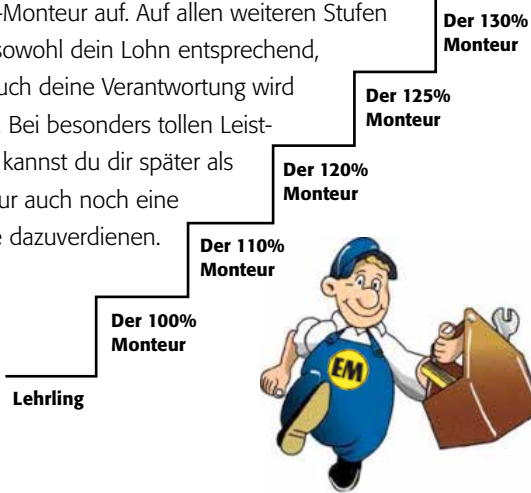 -Monteur auf. Auf allen weiteren Stufen
sowohl dein Lohn entsprechend,
uch deine Verantwortung wird
. Bei besonders tollen Leist-
kannst du dir später als
ur auch noch eine
e dazuverdienen.
Der 130%
Monteur
Der 125%
Monteur
Der 120%
Monteur
Der 110%
Monteur
Der 100%
Monteur
Lehrling
EM